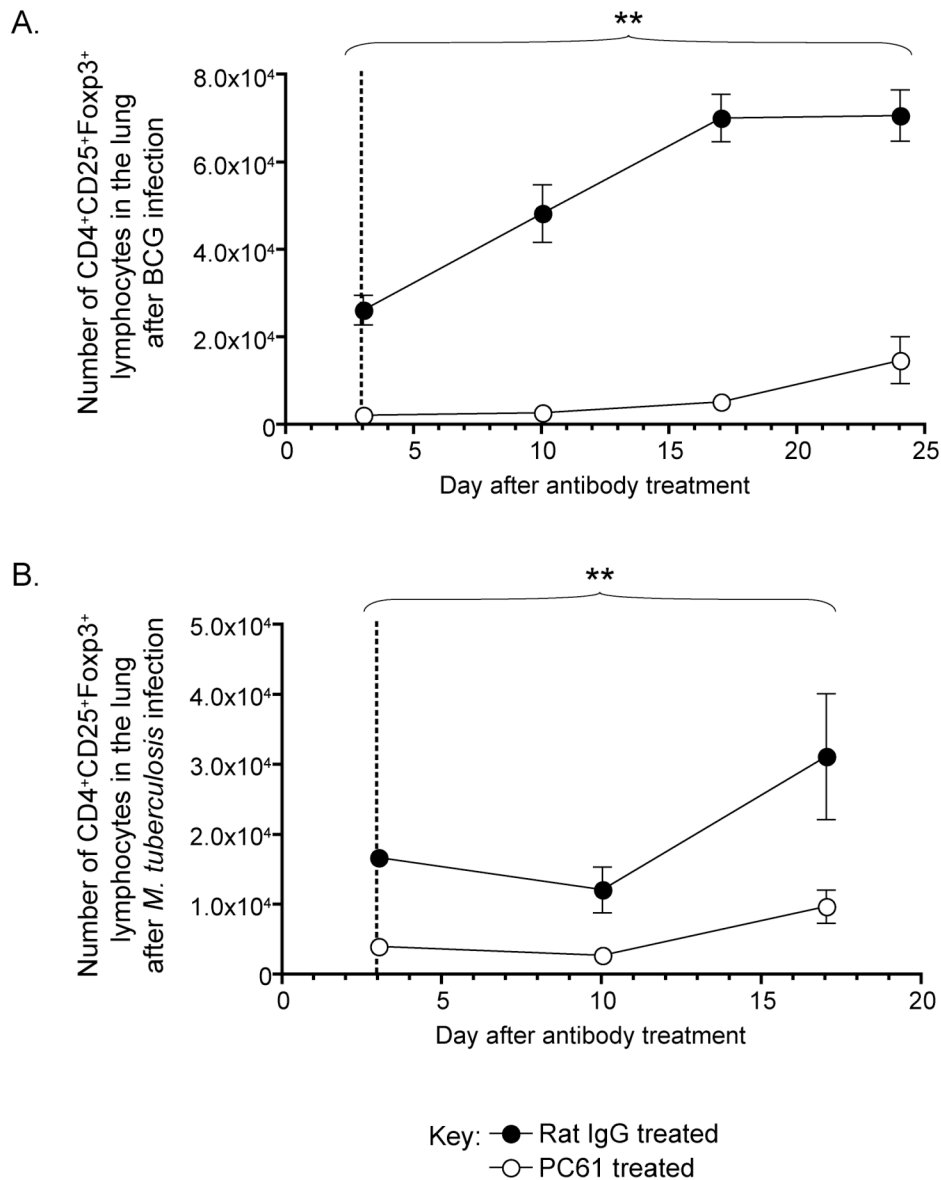 A.
**
Number of CD4⁺CD25⁺Foxp3⁺
lymphocytes in the lung
after BCG infection
8.0x10⁴
6.0x10⁴
4.0x10⁴
2.0x10⁴
0
0 5 10 15 20 25
Day after antibody treatment
B.
**
Number of CD4⁺CD25⁺Foxp3⁺
lymphocytes in the lung
after M. tuberculosis infection
5.0x10⁴
4.0x10⁴
3.0x10⁴
2.0x10⁴
1.0x10⁴
0
0 5 10 15 20
Day after antibody treatment
Key: Rat IgG treated
PC61 treated